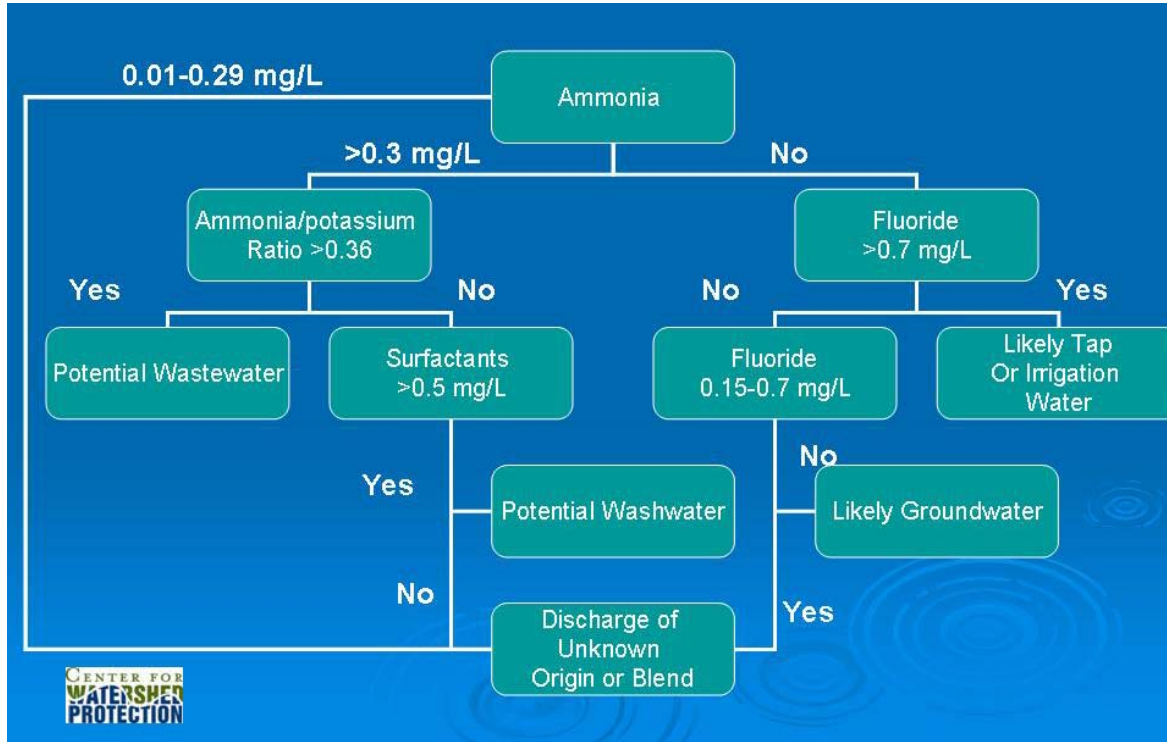 0.01-0.29 mg/L
Ammonia
>0.3 mg/L
No
Ammonia/potassium
Ratio >0.36
Fluoride
>0.7 mg/L
Yes
No
No
Yes
Potential Wastewater
Surfactants
>0.5 mg/L
Fluoride
0.15-0.7 mg/L
Likely Tap
Or Irrigation
Water
Yes
No
Potential Washwater
Likely Groundwater
No
Yes
Discharge of
Unknown
Origin or Blend
CENTER FOR
WATERSHED
PROTECTION